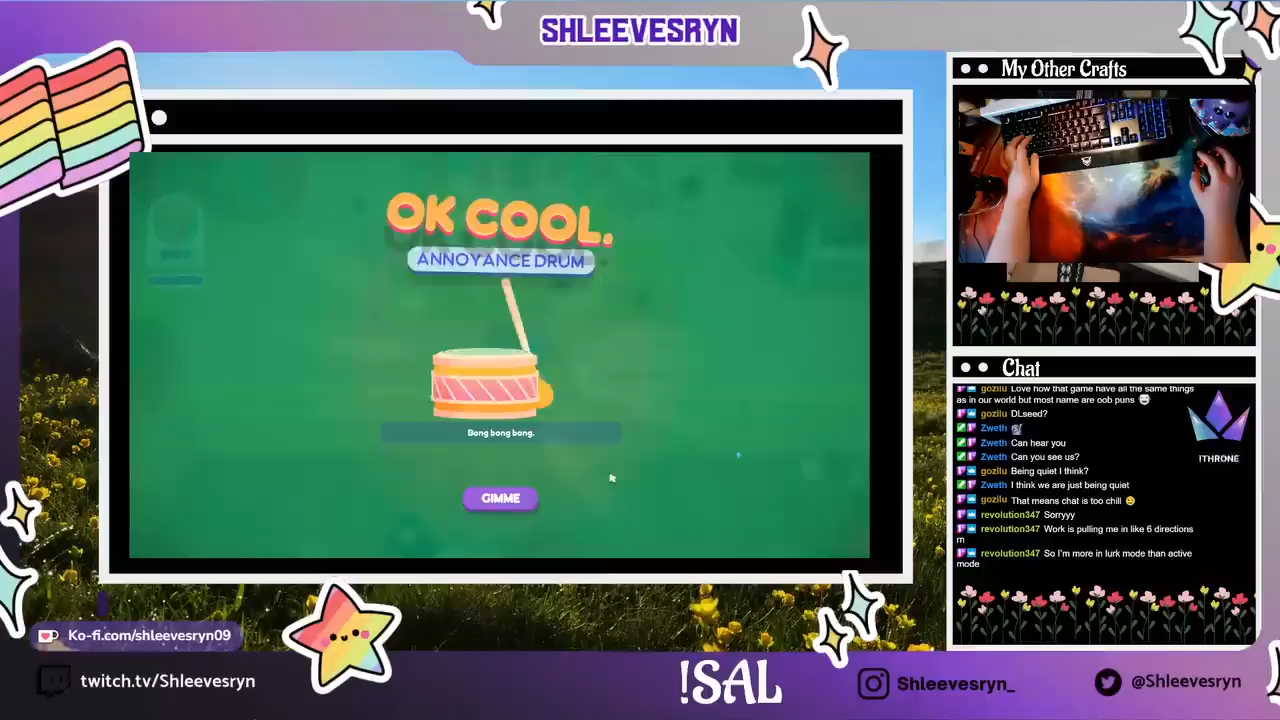 SHLEEVESRYN
My Other Crafts
OK COOL.
ANNOYANCE DRUM
Bong bong bong.
GIMME
Chat
gozilu Love how that game have all the same things
as in our world but most name are oob puns
gozilu DLseed?
Zweth
Zweth Can hear you
Zweth Can you see us?
gozilu Being quiet I think?
Zweth I think we are just being quiet
gozilu That means chat is too chill
revolution347 Sorryyy
revolution347 Work is pulling me in like 6 directions
rn
revolution347 So I'm more in lurk mode than active
mode
ITHRONE
Ko-fi.com/shleevesryn09
twitch.tv/Shleevesryn
!SAL
Shleevesryn_
@Shleevesryn